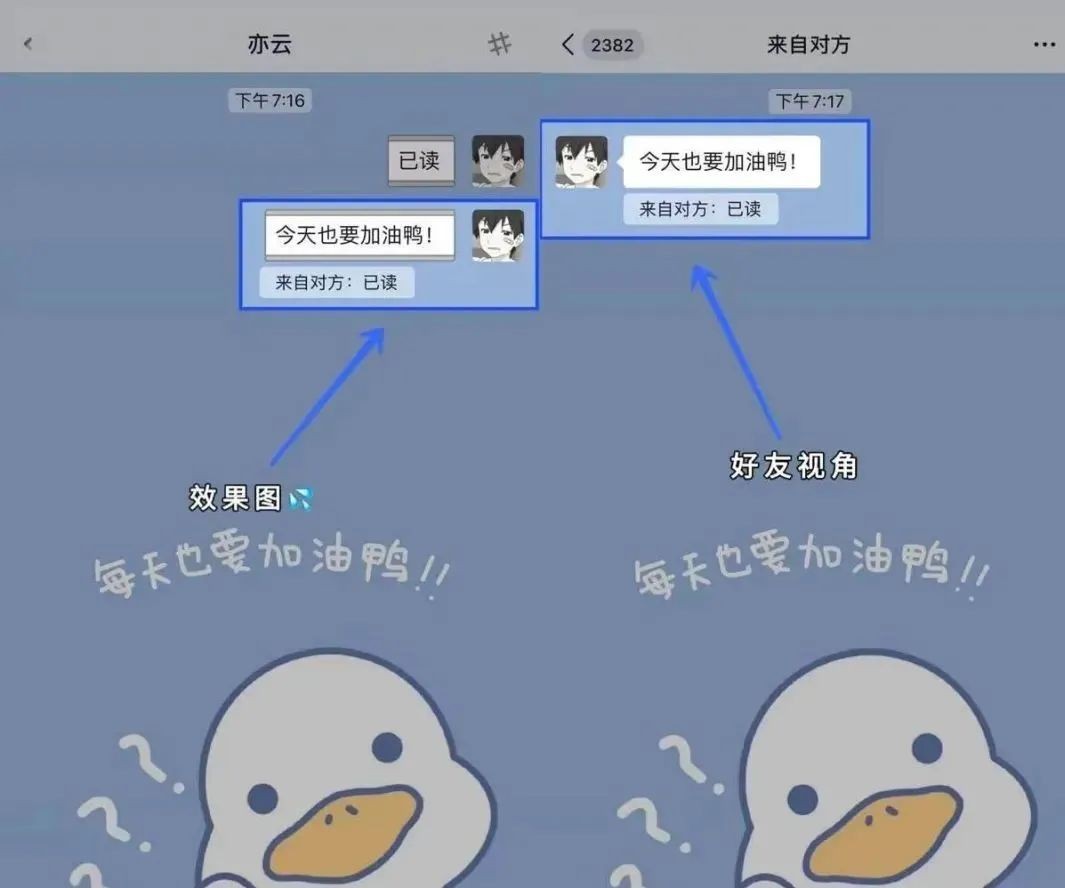 亦云
下午 7:16
已读
今天也要加油鸭！
来自对方：已读
效果图
每天也要加油鸭！！
2382
来自对方
下午 7:17
今天也要加油鸭！
来自对方：已读
好友视角
每天也要加油鸭！！